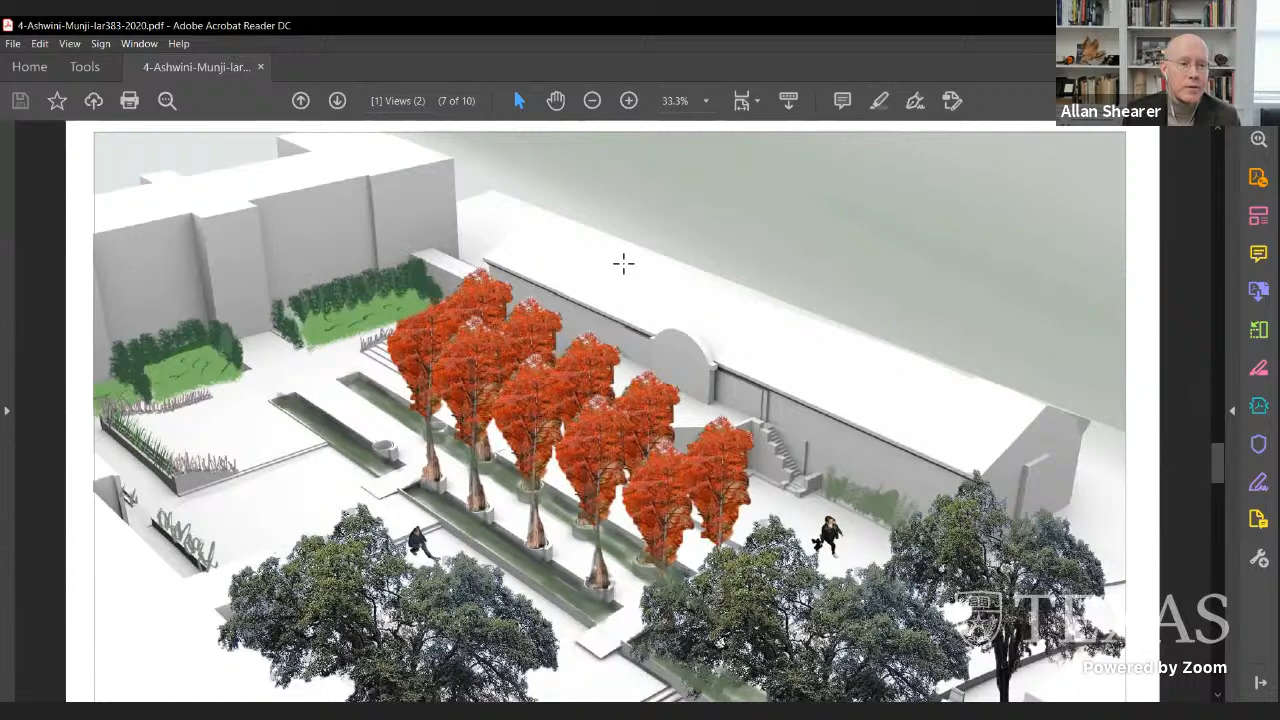 4-Ashwini-Munji-lar383-2020.pdf - Adobe Acrobat Reader DC
File Edit View Sign Window Help
Home Tools 4-Ashwini-Munji-lar... ×
[1] Views (2) (7 of 10) 33.3%
Allan Shearer
TEXAS
Powered by Zoom